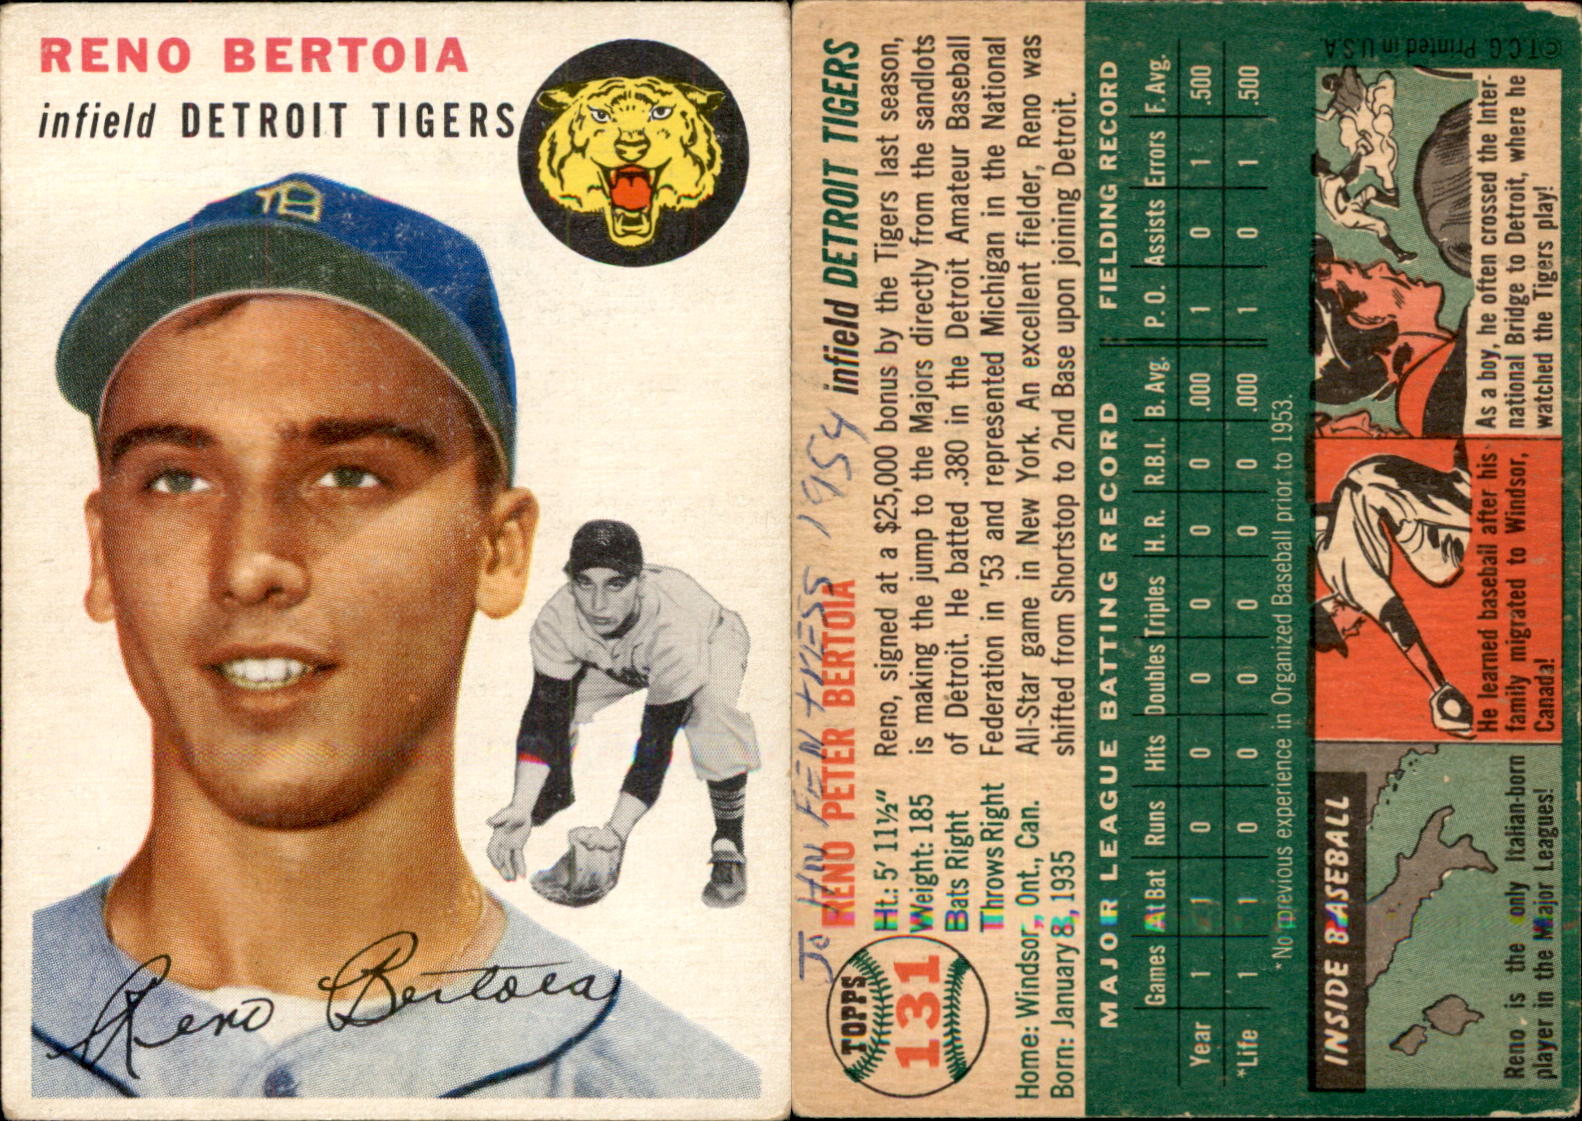 RENO BERTOIA
infield DETROIT TIGERS
Reno Bertoia
JOHN FENTRESS 1954
RENO PETER BERTOIA infield DETROIT TIGERS
TOPPS
131
Ht.: 5' 11½"
Weight: 185
Bats Right
Throws Right
Home: Windsor, Ont., Can.
Born: January 8, 1935
Reno, signed at a $25,000 bonus by the Tigers last season,
is making the jump to the Majors directly from the sandlots
of Detroit. He batted .380 in the Detroit Amateur Baseball
Federation in '53 and represented Michigan in the National
All-Star game in New York. An excellent fielder, Reno was
shifted from Shortstop to 2nd Base upon joining Detroit.
MAJOR LEAGUE BATTING RECORD FIELDING RECORD
Games At Bat Runs Hits Doubles Triples H. R. R.B.I. B. Avg. P. O. Assists Errors F. Avg.
Year 1 1 0 0 0 0 0 0 .000 1 0 1 .500
*Life 1 1 0 0 0 0 0 0 .000 1 0 1 .500
*No previous experience in Organized Baseball prior to 1953.
INSIDE BASEBALL
Reno is the only Italian-born
player in the Major Leagues!
He learned baseball after his
family migrated to Windsor,
Canada!
As a boy, he often crossed the Inter-
national Bridge to Detroit, where he
watched the Tigers play!
©T.C.G. Printed in U.S.A.